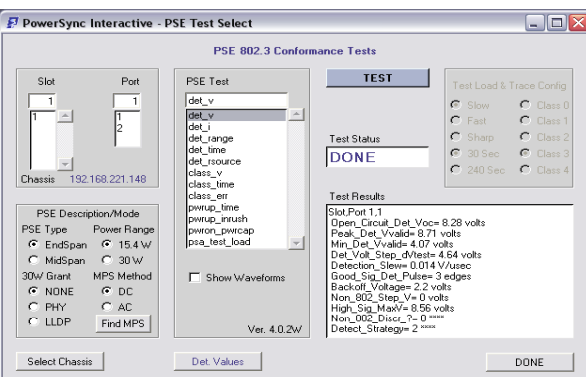 PowerSync Interactive - PSE Test Select
PSE 802.3 Conformance Tests
Slot Port
1 1
1 1
2
Chassis 192.168.221.148
PSE Description/Mode
PSE Type Power Range
EndSpan 15.4 W
MidSpan 30 W
30W Grant MPS Method
NONE DC
PHY AC
LLDP Find MPS
Select Chassis
PSE Test
det_v
det_v
det_i
det_range
det_time
det_rsource
class_v
class_time
class_err
pwrup_time
pwrup_inrush
pwron_pwrcap
psa_test_load
Show Waveforms
Ver. 4.0.2W
Det. Values
TEST
Test Status
DONE
Test Load & Trace Config
Slow Class 0
Fast Class 1
Sharp Class 2
30 Sec Class 3
240 Sec Class 4
Test Results
Slot,Port 1,1
Open_Circuit_Det_Voc= 8.28 volts
Peak_Det_Vvalid= 8.71 volts
Min_Det_Vvalid= 4.07 volts
Det_Volt_Step_dVtest= 4.64 volts
Detection_Slew= 0.014 V/usec
Good_Sig_Det_Pulse= 3 edges
Backoff_Voltage= 2.2 volts
Non_802_Step_V= 0 volts
High_Sig_MaxV= 8.56 volts
Non_002_Discr_?= 0 ****
Detect_Strategy= 2 ****
DONE